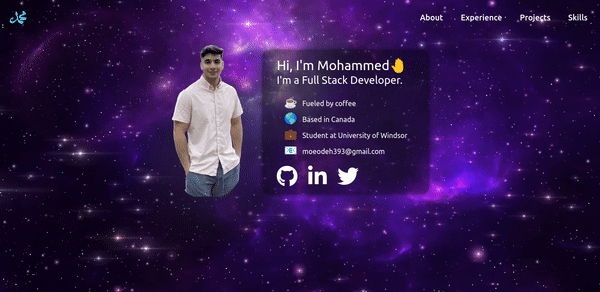 محمد
About Experience Projects Skills
Hi, I'm Mohammed🤚
I'm a Full Stack Developer.
☕ Fueled by coffee
🌎 Based in Canada
💼 Student at University of Windsor
📧 moeodeh393@gmail.com